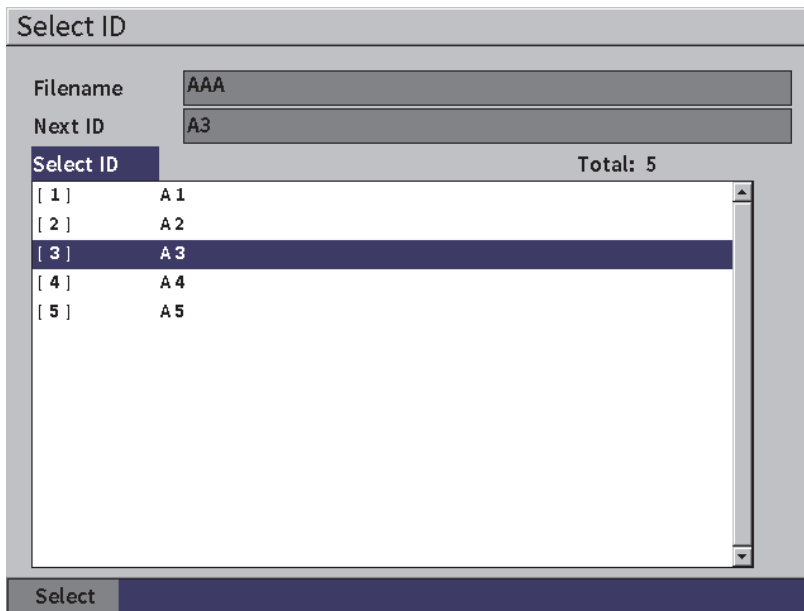 Select ID
Filename AAA
Next ID A3
Select ID Total: 5
[ 1 ] A 1
[ 2 ] A 2
[ 3 ] A 3
[ 4 ] A 4
[ 5 ] A 5
Select